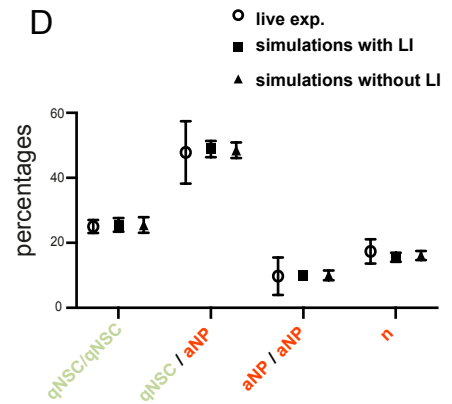 D
live exp.
simulations with LI
simulations without LI
percentages
60
40
20
0
qNSC/qNSC
qNSC / aNP
aNP / aNP
n